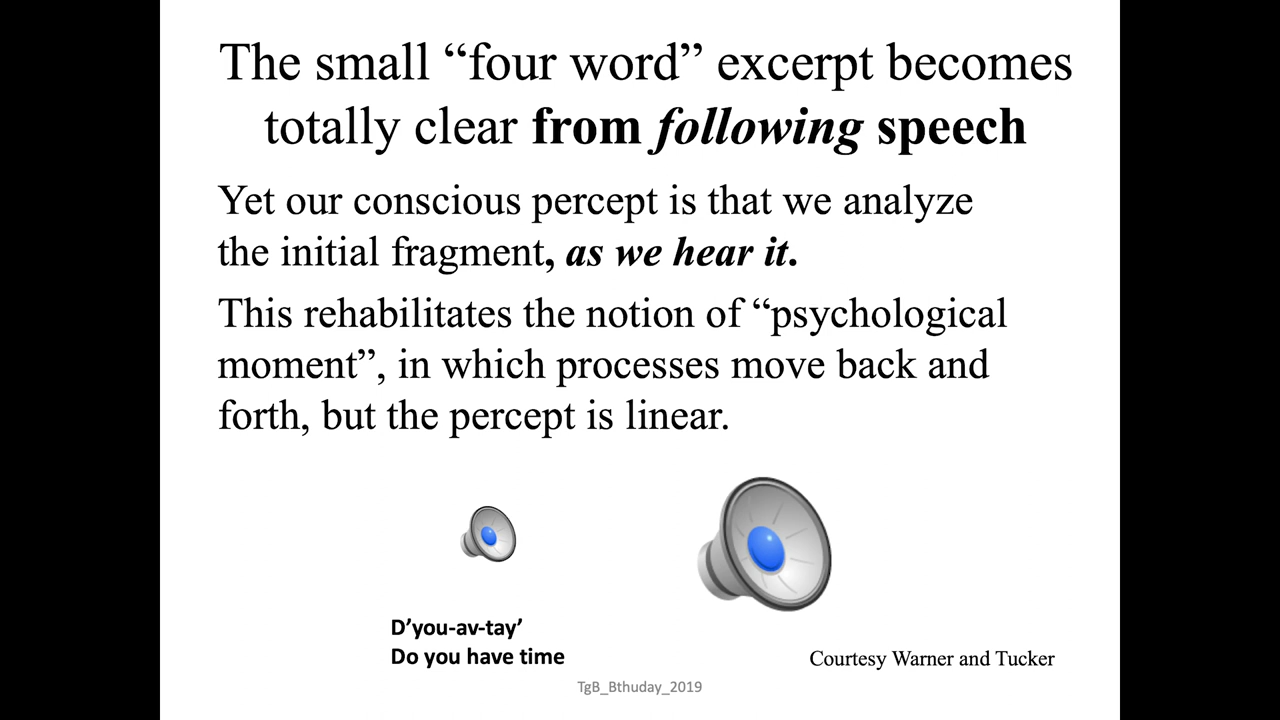 The small “four word” excerpt becomes
totally clear from following speech
Yet our conscious percept is that we analyze
the initial fragment, as we hear it.
This rehabilitates the notion of “psychological
moment”, in which processes move back and
forth, but the percept is linear.
D’you-av-tay’
Do you have time
Courtesy Warner and Tucker
TgB_Bthuday_2019